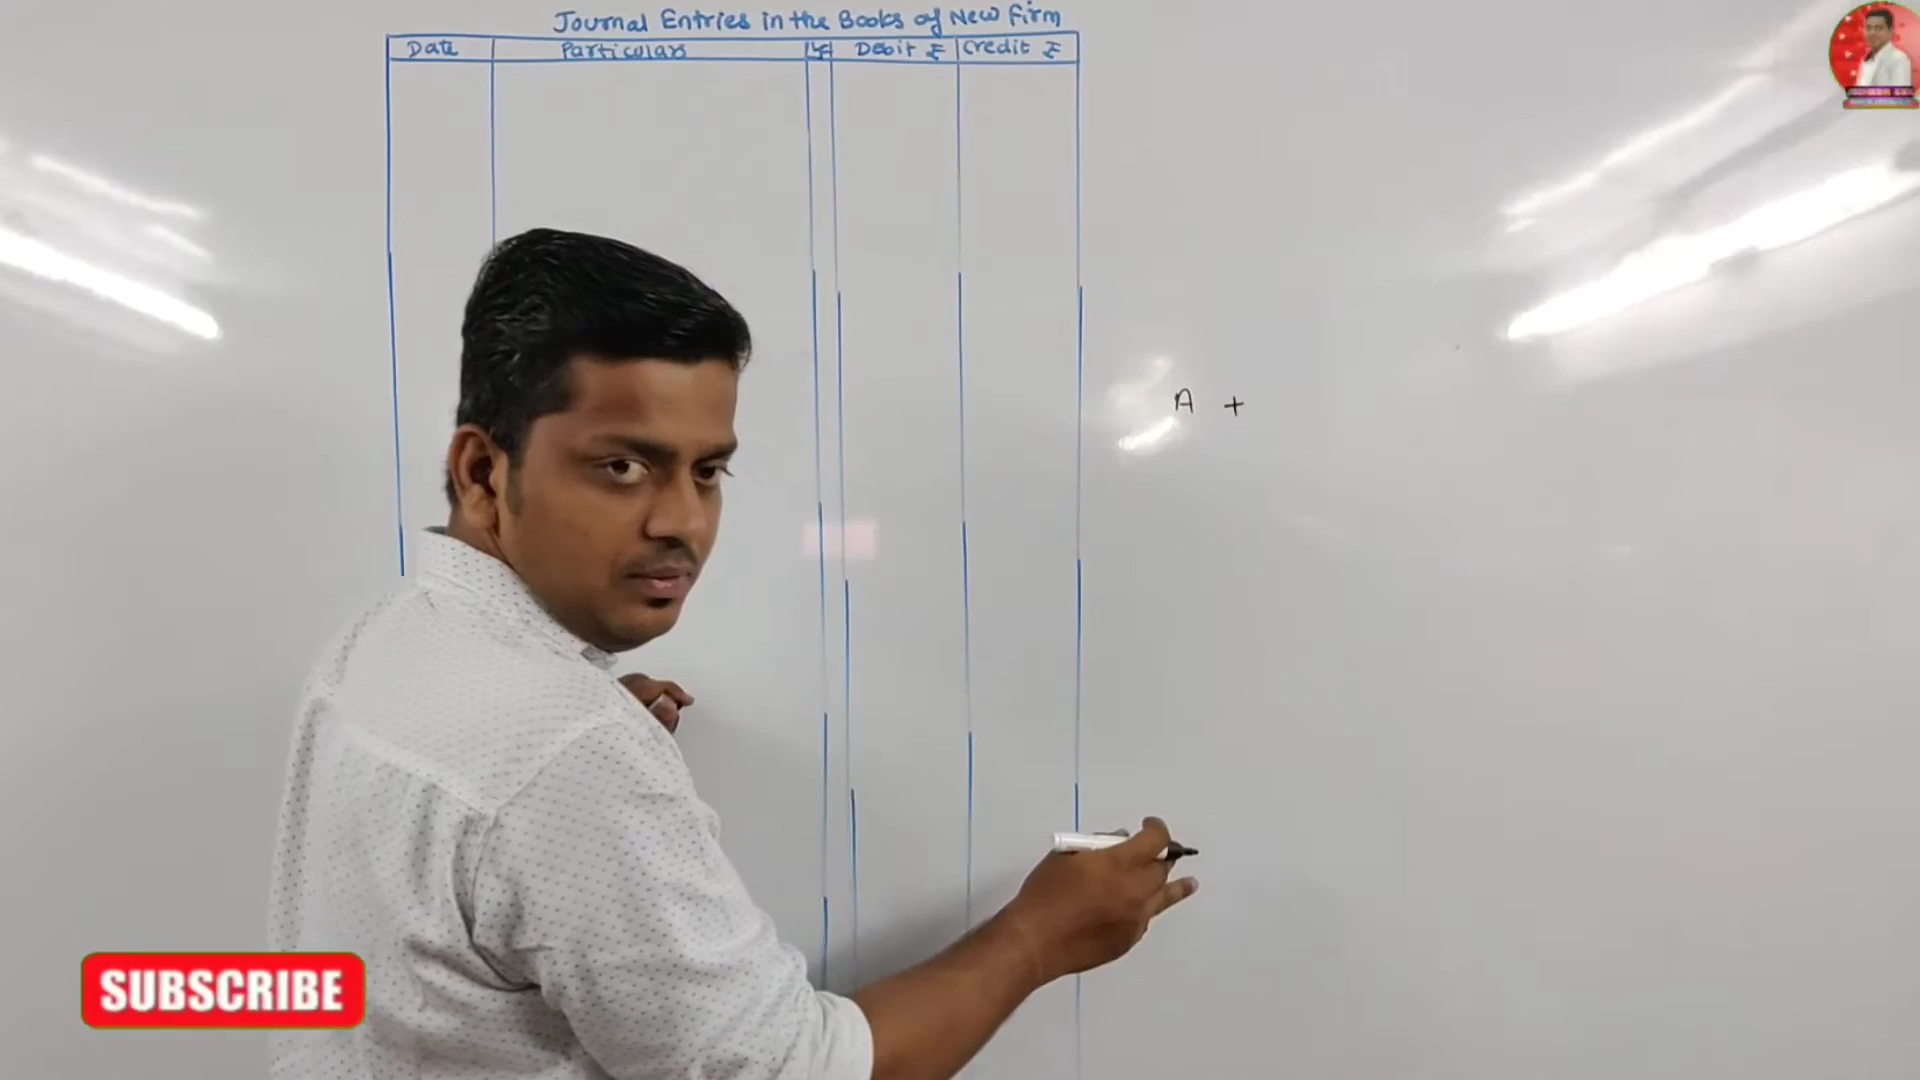 Journal Entries in the Books of New Firm
Date Particulars LF Debit ₹ Credit ₹
A +
SUBSCRIBE